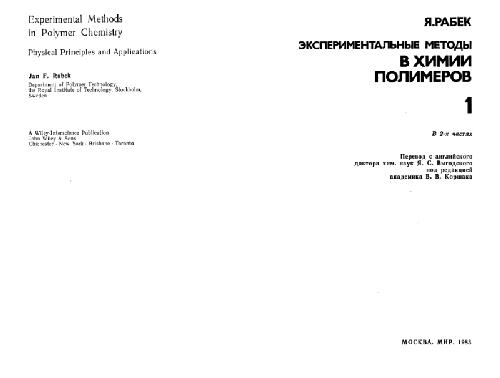 Experimental Methods
in Polymer Chemistry
Physical Principles and Applications
Jan F. Rabek
Department of Polymer Technology,
the Royal Institute of Technology, Stockholm,
Sweden
A Wiley-Interscience Publication
John Wiley & Sons
Chichester · New York · Brisbane · Toronto
Я.РАБЕК
ЭКСПЕРИМЕНТАЛЬНЫЕ МЕТОДЫ
В ХИМИИ
ПОЛИМЕРОВ
1
В 2-х частях
Перевод с английского
доктора хим. наук Я. С. Выгодского
под редакцией
академика В. В. Коршака
МОСКВА. МИР. 1983